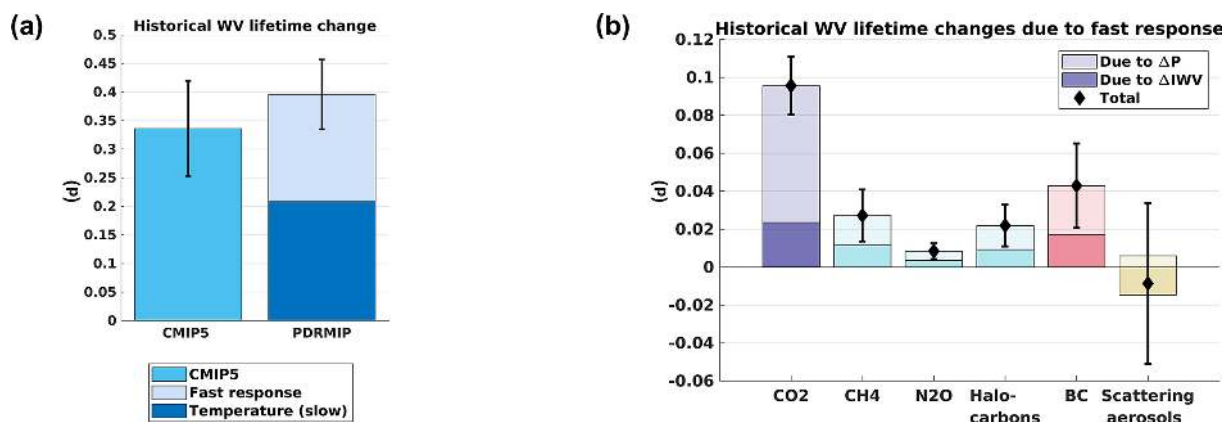 (a)
Historical WV lifetime change
0.5
0.45
0.4
0.35
0.3
0.25
0.2
0.15
0.1
0.05
0
(d)
CMIP5 PDRMIP
CMIP5
Fast response
Temperature (slow)
(b)
Historical WV lifetime changes due to fast response
0.12
0.1
0.08
0.06
0.04
0.02
0
-0.02
-0.04
-0.06
(d)
Due to ΔP
Due to ΔIWV
Total
CO2 CH4 N2O Halo- BC Scattering
carbons aerosols